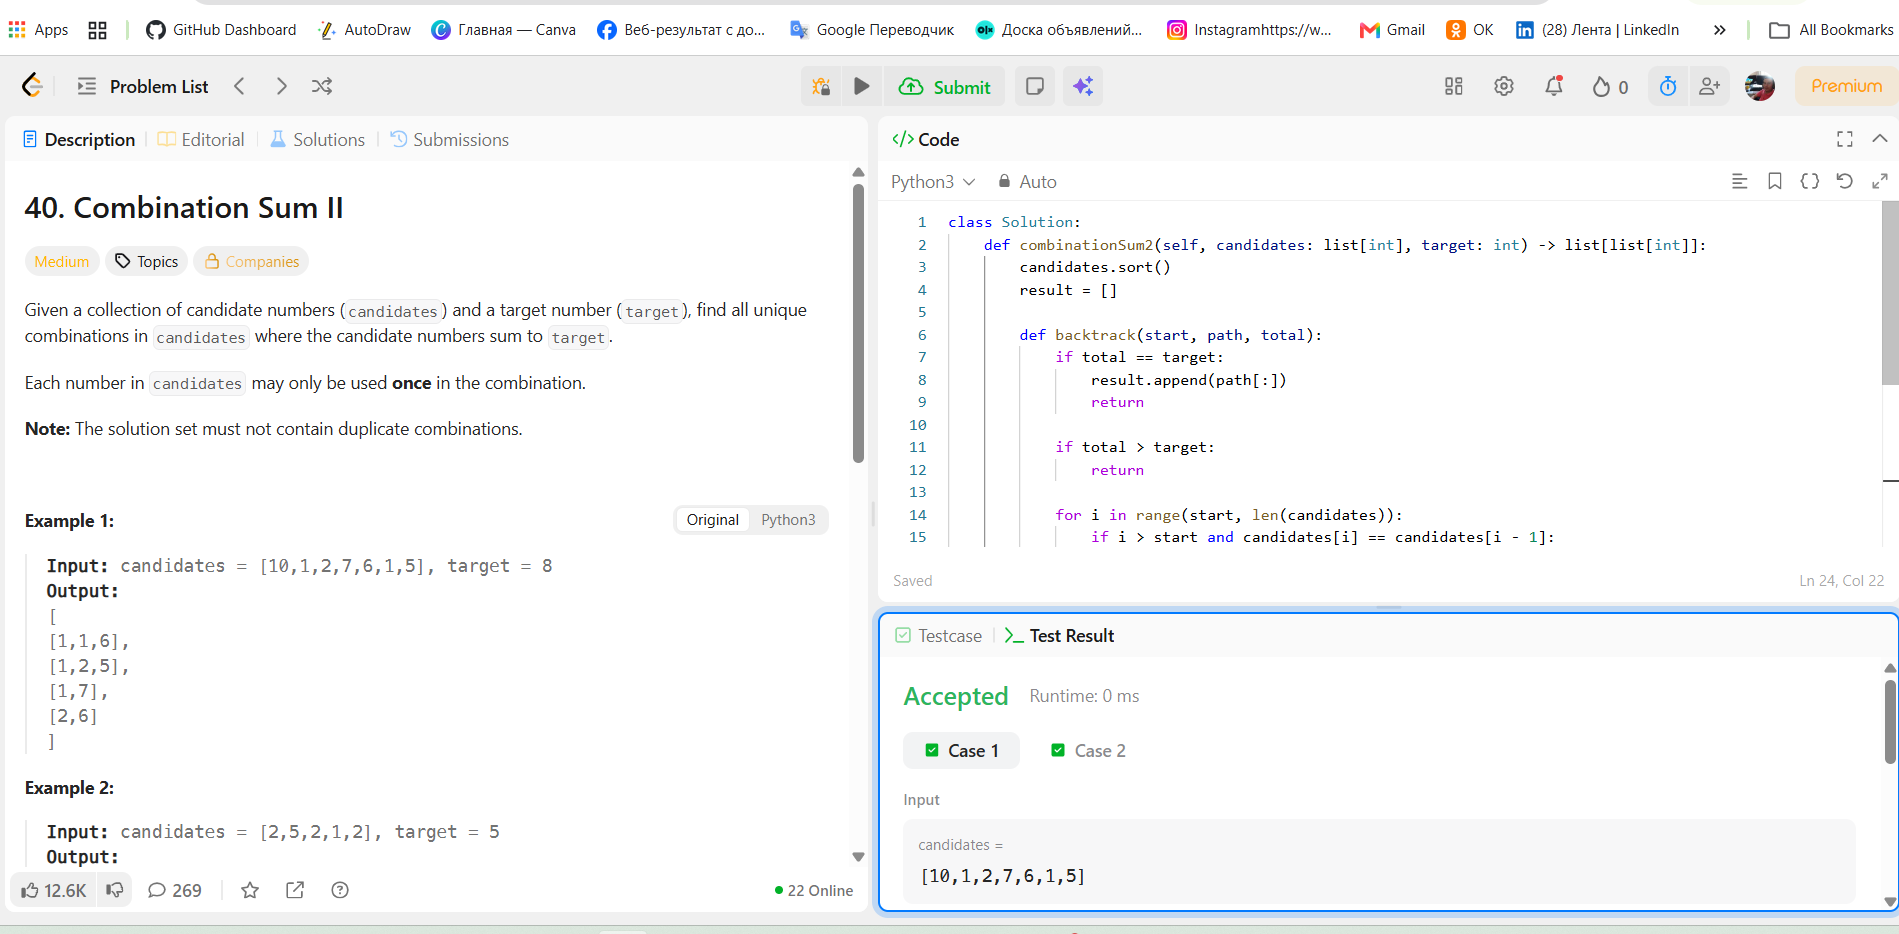 Apps GitHub Dashboard AutoDraw Главная — Canva Веб-результат с до... Google Переводчик Доска объявлений... Instagramhttps://w... Gmail OK (28) Лента | LinkedIn » All Bookmarks
Problem List Submit 0 Premium
Description Editorial Solutions Submissions
40. Combination Sum II
Medium Topics Companies
Given a collection of candidate numbers (candidates) and a target number (target), find all unique
combinations in candidates where the candidate numbers sum to target.
Each number in candidates may only be used once in the combination.
Note: The solution set must not contain duplicate combinations.
Example 1:
Original Python3
Input: candidates = [10,1,2,7,6,1,5], target = 8
Output:
[
[1,1,6],
[1,2,5],
[1,7],
[2,6]
]
Example 2:
Input: candidates = [2,5,2,1,2], target = 5
Output:
12.6K 269 22 Online
</> Code
Python3 Auto
1 class Solution:
2 def combinationSum2(self, candidates: list[int], target: int) -> list[list[int]]:
3 candidates.sort()
4 result = []
5
6 def backtrack(start, path, total):
7 if total == target:
8 result.append(path[:])
9 return
10
11 if total > target:
12 return
13
14 for i in range(start, len(candidates)):
15 if i > start and candidates[i] == candidates[i - 1]:
Saved Ln 24, Col 22
Testcase >_ Test Result
Accepted Runtime: 0 ms
Case 1 Case 2
Input
candidates =
[10,1,2,7,6,1,5]